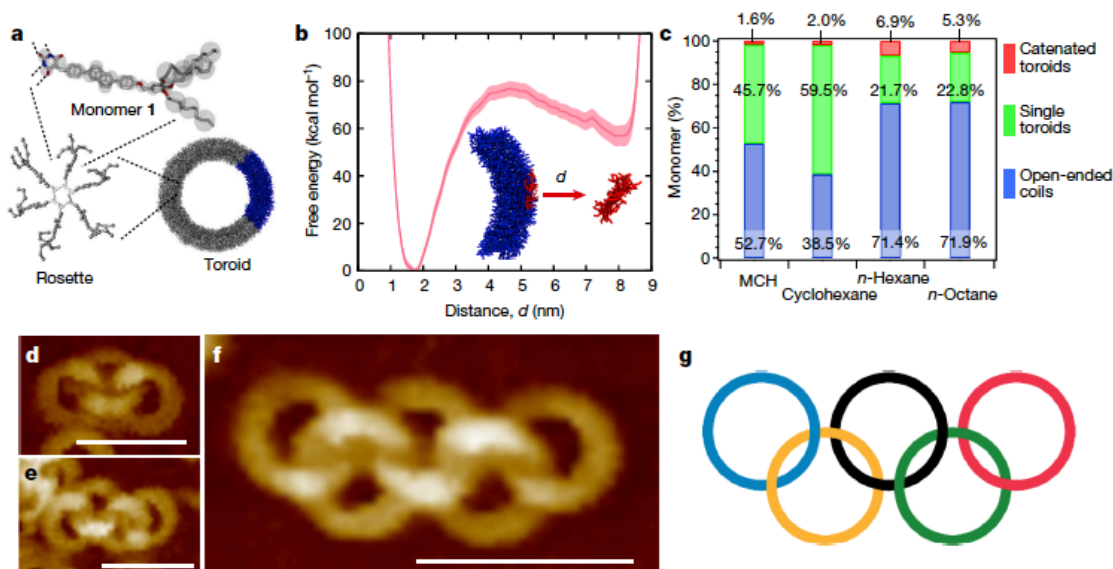 a
Monomer 1
Rosette
Toroid
b
Free energy (kcal mol⁻¹)
100
80
60
40
20
0
d
0 1 2 3 4 5 6 7 8 9
Distance, d (nm)
c
1.6% 2.0% 6.9% 5.3%
Monomer (%)
100
80
60
40
20
0
45.7% 59.5% 21.7% 22.8%
52.7% 38.5% 71.4% 71.9%
MCH
Cyclohexane
n-Hexane
n-Octane
Catenated
toroids
Single
toroids
Open-ended
coils
d
e
f
g